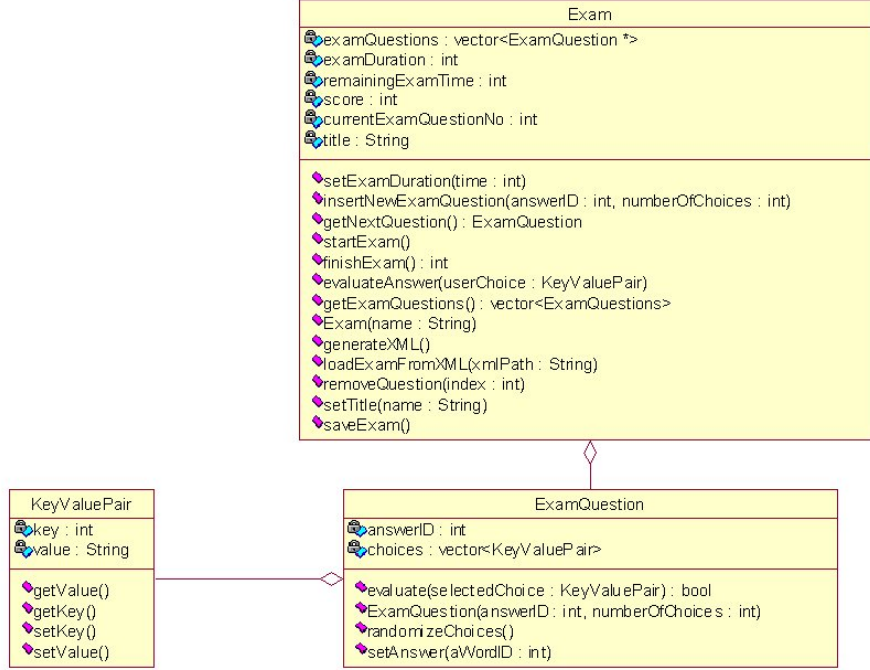 Exam
examQuestions : vector<ExamQuestion *>
examDuration : int
remainingExamTime : int
score : int
currentExamQuestionNo : int
title : String
setExamDuration(time : int)
insertNewExamQuestion(answerID : int, numberOfChoices : int)
getNextQuestion() : ExamQuestion
startExam()
finishExam() : int
evaluateAnswer(userChoice : KeyValuePair)
getExamQuestions() : vector<ExamQuestions>
Exam(name : String)
generateXML()
loadExamFromXML(xmlPath : String)
removeQuestion(index : int)
setTitle(name : String)
saveExam()
KeyValuePair
key : int
value : String
getValue()
getKey()
setKey()
setValue()
ExamQuestion
answerID : int
choices : vector<KeyValuePair>
evaluate(selectedChoice : KeyValuePair) : bool
ExamQuestion(answerID : int, numberOfChoices : int)
randomizeChoices()
setAnswer(aWordID : int)